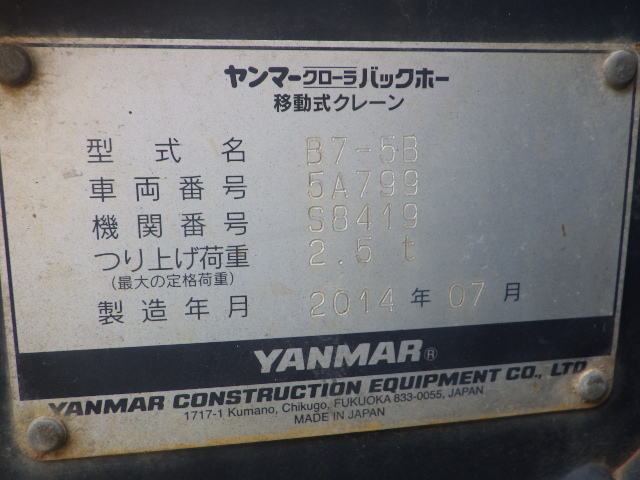 ヤンマークローラバックホー
移動式クレーン
型式名 B7-5B
車両番号 5A799
機関番号 S8419
つり上げ荷重 2.5 t
(最大の定格荷重)
製造年月 2014年07月
YANMAR®
YANMAR CONSTRUCTION EQUIPMENT CO., LTD.
1717-1 Kumano, Chikugo, FUKUOKA 833-0055, JAPAN
MADE IN JAPAN